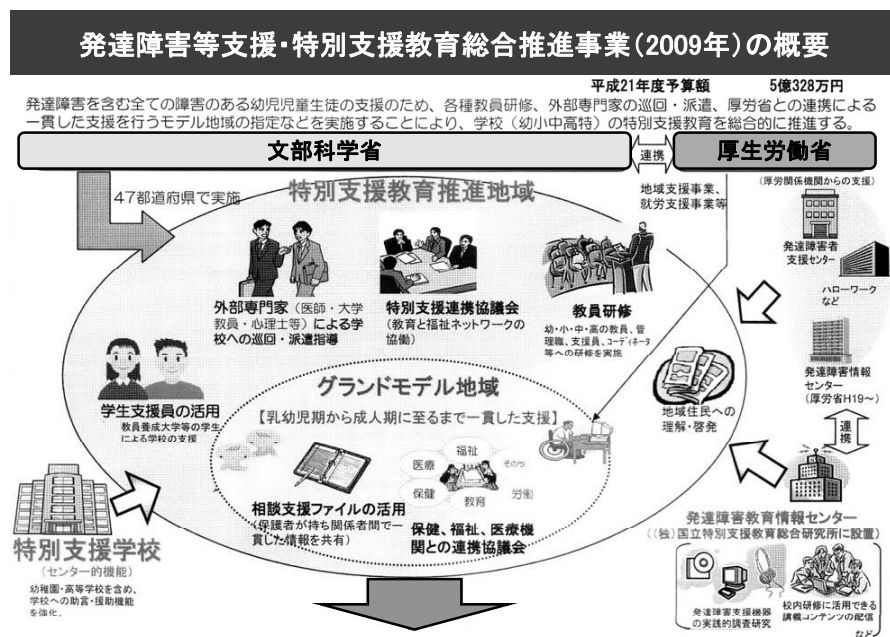 発達障害等支援・特別支援教育総合推進事業(2009年)の概要
平成21年度予算額　　5億328万円
発達障害を含む全ての障害のある幼児児童生徒の支援のため、各種教員研修、外部専門家の巡回・派遣、厚労省との連携による
一貫した支援を行うモデル地域の指定などを実施することにより、学校（幼小中高特）の特別支援教育を総合的に推進する。
文部科学省
連携
厚生労働省
47都道府県で実施
特別支援教育推進地域
地域支援事業、
就労支援事業等
（厚労関係機関からの支援）
発達障害者
支援センター
ハローワーク
など
発達障害情報
センター
（厚労省H19～）
連携
外部専門家（医師・大学
教員・心理士等）による学
校への巡回・派遣指導
特別支援連携協議会
（教育と福祉ネットワークの
協働）
教員研修
幼・小・中・高の教員、管
理職、支援員、コーディネータ
等への研修を実施
学生支援員の活用
教員養成大学等の学生
による学校の支援
グランドモデル地域
【乳幼児期から成人期に至るまで一貫した支援】
地域住民への
理解・啓発
相談支援ファイルの活用
（保護者が持ち関係者間で一
貫した情報を共有）
福祉
医療
その他
保健
教育
労働
保健、福祉、医療機
関との連携協議会
特別支援学校
（センター的機能）
幼稚園・高等学校を含め、
学校への助言・援助機能
を強化。
発達障害教育情報センター
（（独）国立特別支援教育総合研究所に設置）
発達障害支援機器
の実践的調査研究
校内研修に活用できる
講義コンテンツの配信
など